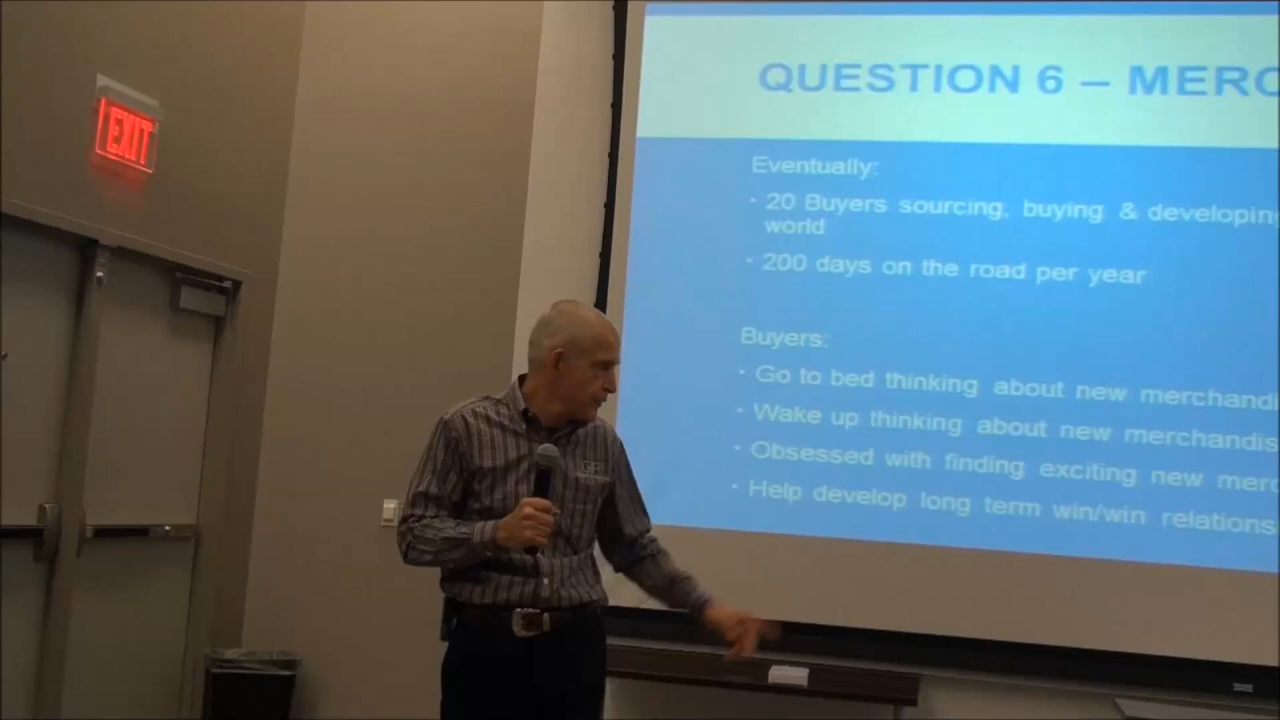 EXIT
QUESTION 6 – MERC
Eventually:
· 20 Buyers sourcing, buying & developin
world
· 200 days on the road per year
Buyers:
· Go to bed thinking about new merchandi
· Wake up thinking about new merchandis
· Obsessed with finding exciting new merc
· Help develop long term win/win relations